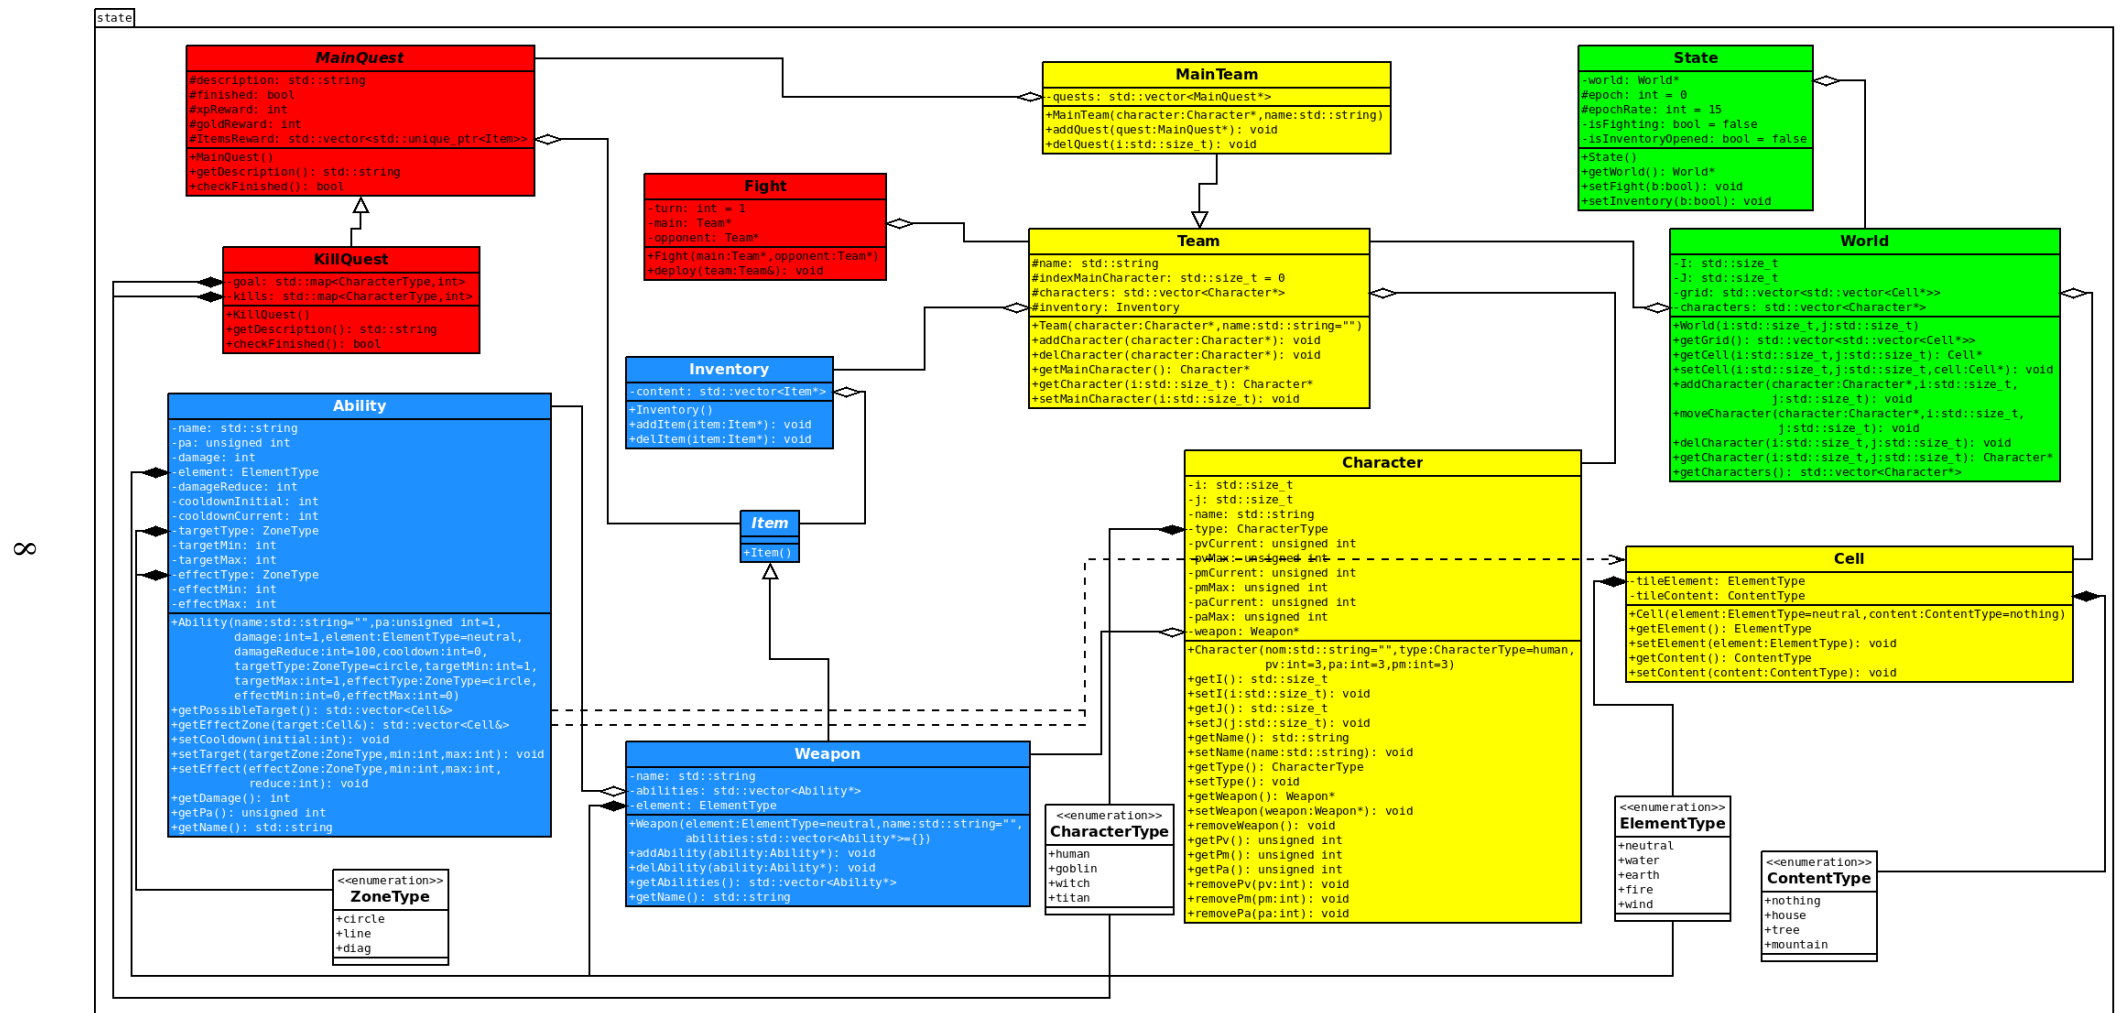 state
MainQuest
#description: std::string
#finished: bool
#xpReward: int
#goldReward: int
#ItemsReward: std::vector<std::unique_ptr<Item>>
+MainQuest()
+getDescription(): std::string
+checkFinished(): bool
MainTeam
-quests: std::vector<MainQuest*>
+MainTeam(character:Character*,name:std::string)
+addQuest(quest:MainQuest*): void
+delQuest(i:std::size_t): void
State
-world: World*
#epoch: int = 0
#epochRate: int = 15
-isFighting: bool = false
-isInventoryOpened: bool = false
+State()
+getWorld(): World*
+setFight(b:bool): void
+setInventory(b:bool): void
Fight
-turn: int = 1
-main: Team*
-opponent: Team*
+Fight(main:Team*,opponent:Team*)
+deploy(team:Team&): void
KillQuest
-goal: std::map<CharacterType,int>
-kills: std::map<CharacterType,int>
+KillQuest()
+getDescription(): std::string
+checkFinished(): bool
Team
#name: std::string
#indexMainCharacter: std::size_t = 0
#characters: std::vector<Character*>
#inventory: Inventory
+Team(character:Character*,name:std::string="")
+addCharacter(character:Character*): void
+delCharacter(character:Character*): void
+getMainCharacter(): Character*
+getCharacter(i:std::size_t): Character*
+setMainCharacter(i:std::size_t): void
World
-I: std::size_t
-J: std::size_t
-grid: std::vector<std::vector<Cell*>>
-characters: std::vector<Character*>
+World(i:std::size_t,j:std::size_t)
+getGrid(): std::vector<std::vector<Cell*>>
+getCell(i:std::size_t,j:std::size_t): Cell*
+setCell(i:std::size_t,j:std::size_t,cell:Cell*): void
+addCharacter(character:Character*,i:std::size_t,
j:std::size_t): void
+moveCharacter(character:Character*,i:std::size_t,
j:std::size_t): void
+delCharacter(i:std::size_t,j:std::size_t): void
+getCharacter(i:std::size_t,j:std::size_t): Character*
+getCharacters(): std::vector<Character*>
Inventory
-content: std::vector<Item*>
+Inventory()
+addItem(item:Item*): void
+delItem(item:Item*): void
Ability
-name: std::string
-pa: unsigned int
-damage: int
-element: ElementType
-damageReduce: int
-cooldownInitial: int
-cooldownCurrent: int
-targetType: ZoneType
-targetMin: int
-targetMax: int
-effectType: ZoneType
-effectMin: int
-effectMax: int
+Ability(name:std::string="",pa:unsigned int=1,
damage:int=1,element:ElementType=neutral,
damageReduce:int=100,cooldown:int=0,
targetType:ZoneType=circle,targetMin:int=1,
targetMax:int=1,effectType:ZoneType=circle,
effectMin:int=0,effectMax:int=0)
+getPossibleTarget(): std::vector<Cell&>
+getEffectZone(target:Cell&): std::vector<Cell&>
+setCooldown(initial:int): void
+setTarget(targetZone:ZoneType,min:int,max:int): void
+setEffect(effectZone:ZoneType,min:int,max:int,
reduce:int): void
+getDamage(): int
+getPa(): unsigned int
+getName(): std::string
Item
+Item()
Character
-i: std::size_t
-j: std::size_t
-name: std::string
-type: CharacterType
-pvCurrent: unsigned int
-pvMax: unsigned int
-pmCurrent: unsigned int
-pmMax: unsigned int
-paCurrent: unsigned int
-paMax: unsigned int
-weapon: Weapon*
+Character(nom:std::string="",type:CharacterType=human,
pv:int=3,pa:int=3,pm:int=3)
+getI(): std::size_t
+setI(i:std::size_t): void
+getJ(): std::size_t
+setJ(j:std::size_t): void
+getName(): std::string
+setName(name:std::string): void
+getType(): CharacterType
+setType(): void
+getWeapon(): Weapon*
+setWeapon(weapon:Weapon*): void
+removeWeapon(): void
+getPv(): unsigned int
+getPm(): unsigned int
+getPa(): unsigned int
+removePv(pv:int): void
+removePm(pm:int): void
+removePa(pa:int): void
Cell
-tileElement: ElementType
-tileContent: ContentType
+Cell(element:ElementType=neutral,content:ContentType=nothing)
+getElement(): ElementType
+setElement(element:ElementType): void
+getContent(): ContentType
+setContent(content:ContentType): void
8
Weapon
-name: std::string
-abilities: std::vector<Ability*>
-element: ElementType
+Weapon(element:ElementType=neutral,name:std::string="",
abilities:std::vector<Ability*>={})
+addAbility(ability:Ability*): void
+delAbility(ability:Ability*): void
+getAbilities(): std::vector<Ability*>
+getName(): std::string
<<enumeration>>
CharacterType
+human
+goblin
+witch
+titan
<<enumeration>>
ElementType
+neutral
+water
+earth
+fire
+wind
<<enumeration>>
ContentType
+nothing
+house
+tree
+mountain
<<enumeration>>
ZoneType
+circle
+line
+diag